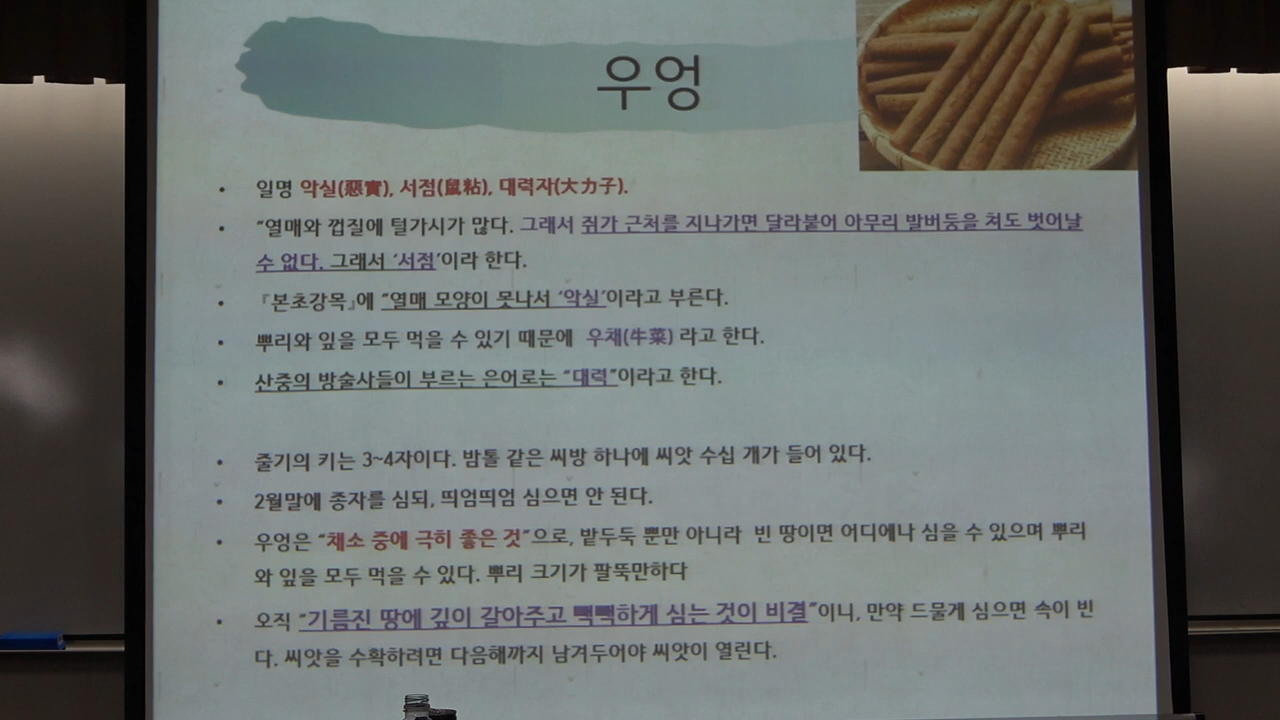 우엉
• 일명 악실(惡實), 서점(鼠粘), 대력자(大力子).
• “열매와 껍질에 털가시가 많다. 그래서 쥐가 근처를 지나가면 달라붙어 아무리 발버둥을 쳐도 벗어날
수 없다. 그래서 ‘서점’이라 한다.
• 『본초강목』에 “열매 모양이 못나서 ‘악실’이라고 부른다.
• 뿌리와 잎을 모두 먹을 수 있기 때문에 우채(牛菜) 라고 한다.
• 산중의 방술사들이 부르는 은어로는 “대력”이라고 한다.
• 줄기의 키는 3~4자이다. 밤톨 같은 씨방 하나에 씨앗 수십 개가 들어 있다.
• 2월말에 종자를 심되, 띄엄띄엄 심으면 안 된다.
• 우엉은 “채소 중에 극히 좋은 것”으로, 밭두둑 뿐만 아니라 빈 땅이면 어디에나 심을 수 있으며 뿌리
와 잎을 모두 먹을 수 있다. 뿌리 크기가 팔뚝만하다
• 오직 “기름진 땅에 깊이 갈아주고 빽빽하게 심는 것이 비결”이니, 만약 드물게 심으면 속이 빈
다. 씨앗을 수확하려면 다음해까지 남겨두어야 씨앗이 열린다.